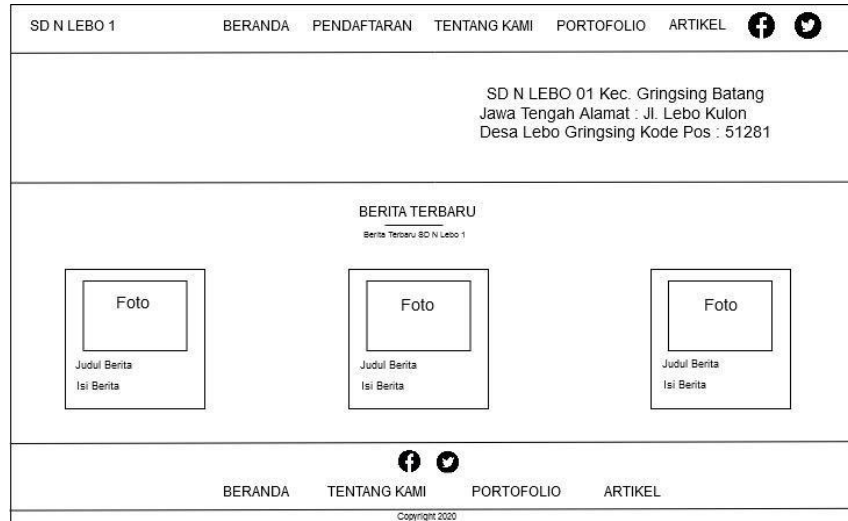 SD N LEBO 1 BERANDA PENDAFTARAN TENTANG KAMI PORTOFOLIO ARTIKEL
SD N LEBO 01 Kec. Gringsing Batang
Jawa Tengah Alamat : Jl. Lebo Kulon
Desa Lebo Gringsing Kode Pos : 51281
BERITA TERBARU
Berita Terbaru SD N Lebo 1
Foto
Judul Berita
Isi Berita
Foto
Judul Berita
Isi Berita
Foto
Judul Berita
Isi Berita
BERANDA TENTANG KAMI PORTOFOLIO ARTIKEL
Copyright 2020